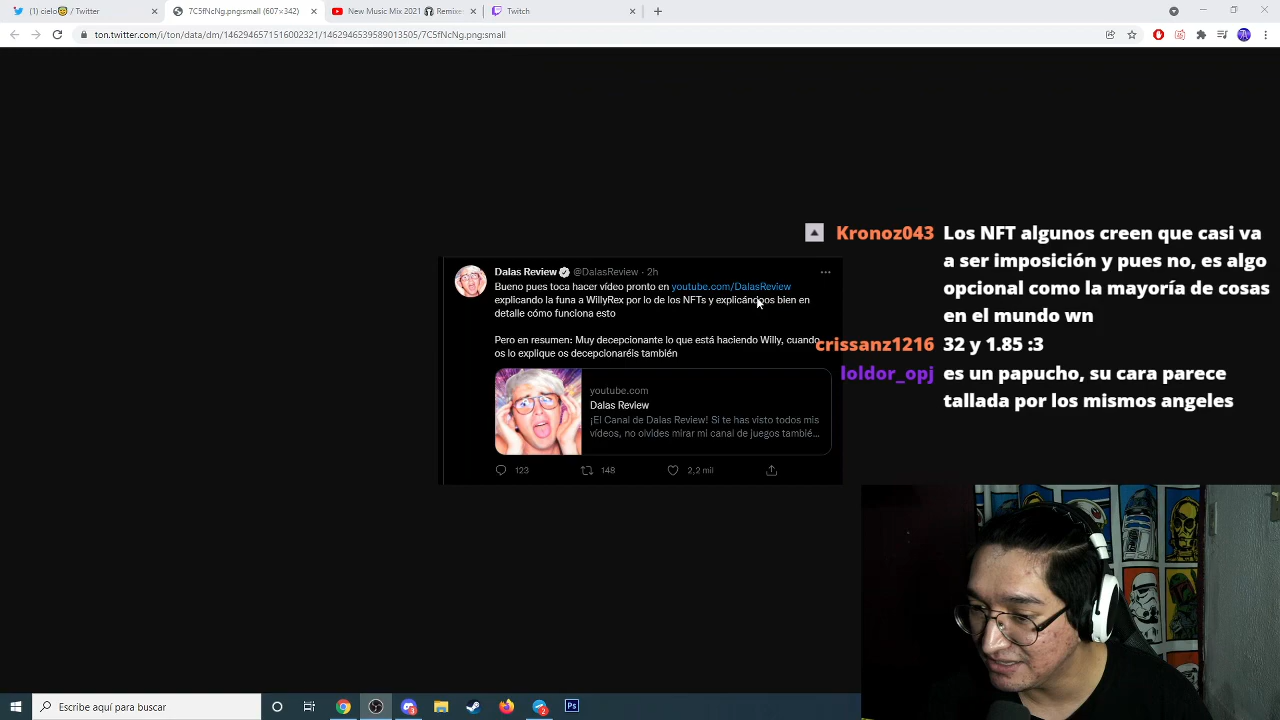 (1) cielo🤓 / Twitter
7C5fNcNg.png:small (607×342)
New Music Mix 2021 🎧 Remixe
Twitch
ton.twitter.com/i/ton/data/dm/1462946571516002321/1462946539589013505/7C5fNcNg.png:small
Dalas Review @DalasReview · 2h
Bueno pues toca hacer vídeo pronto en youtube.com/DalasReview
explicando la funa a WillyRex por lo de los NFTs y explicándoos bien en
detalle cómo funciona esto
Pero en resumen: Muy decepcionante lo que está haciendo Willy, cuando
os lo explique os decepcionaréis también
youtube.com
Dalas Review
¡El Canal de Dalas Review! Si te has visto todos mis
vídeos, no olvides mirar mi canal de juegos tambié...
123
148
2,2 mil
Kronoz043 Los NFT algunos creen que casi va
a ser imposición y pues no, es algo
opcional como la mayoría de cosas
en el mundo wn
crissanz1216 32 y 1.85 :3
loldor_opj es un papucho, su cara parece
tallada por los mismos angeles
Escribe aquí para buscar
3
2
Ps